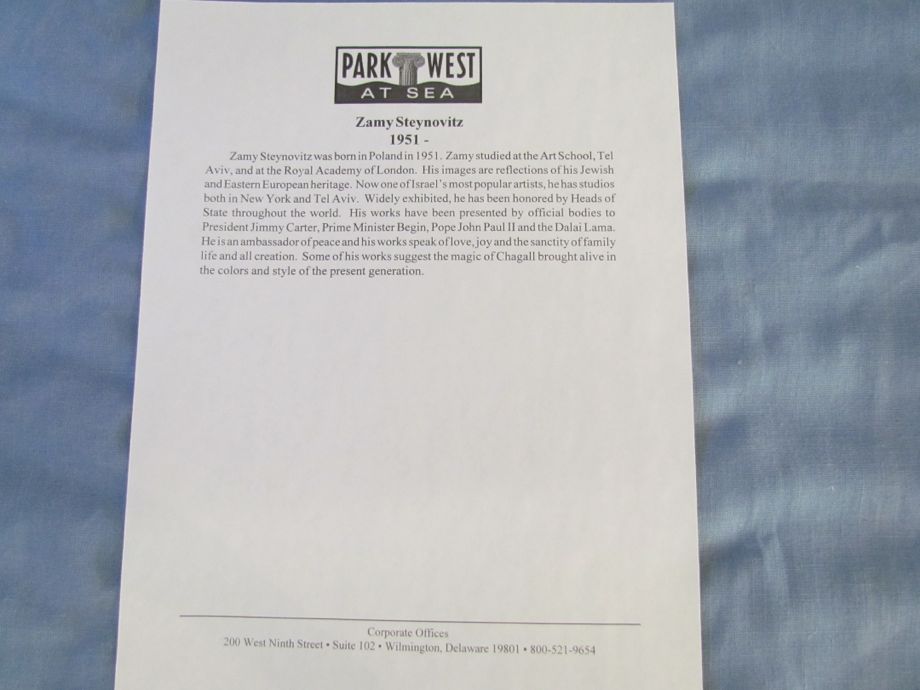 PARK WEST
AT SEA
Zamy Steynovitz
1951 -
Zamy Steynovitz was born in Poland in 1951. Zamy studied at the Art School, Tel
Aviv, and at the Royal Academy of London. His images are reflections of his Jewish
and Eastern European heritage. Now one of Israel's most popular artists, he has studios
both in New York and Tel Aviv. Widely exhibited, he has been honored by Heads of
State throughout the world. His works have been presented by official bodies to
President Jimmy Carter, Prime Minister Begin, Pope John Paul II and the Dalai Lama.
He is an ambassador of peace and his works speak of love, joy and the sanctity of family
life and all creation. Some of his works suggest the magic of Chagall brought alive in
the colors and style of the present generation.
Corporate Offices
200 West Ninth Street • Suite 102 • Wilmington, Delaware 19801 • 800-521-9654